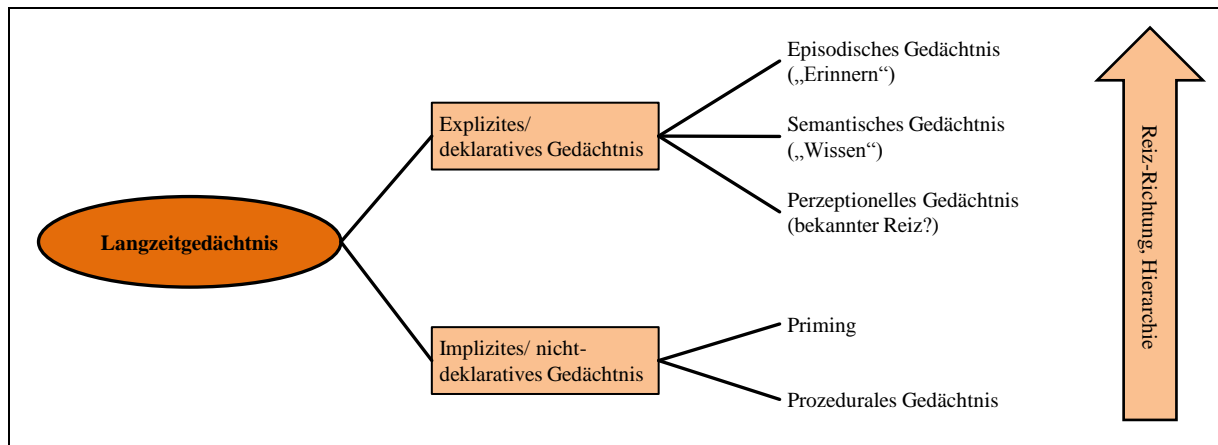 Episodisches Gedächtnis
(„Erinnern“)
Explizites/
deklaratives Gedächtnis
Semantisches Gedächtnis
(„Wissen“)
Perzeptionelles Gedächtnis
(bekannter Reiz?)
Langzeitgedächtnis
Implizites/ nicht-
deklaratives Gedächtnis
Priming
Prozedurales Gedächtnis
Reiz-Richtung, Hierarchie